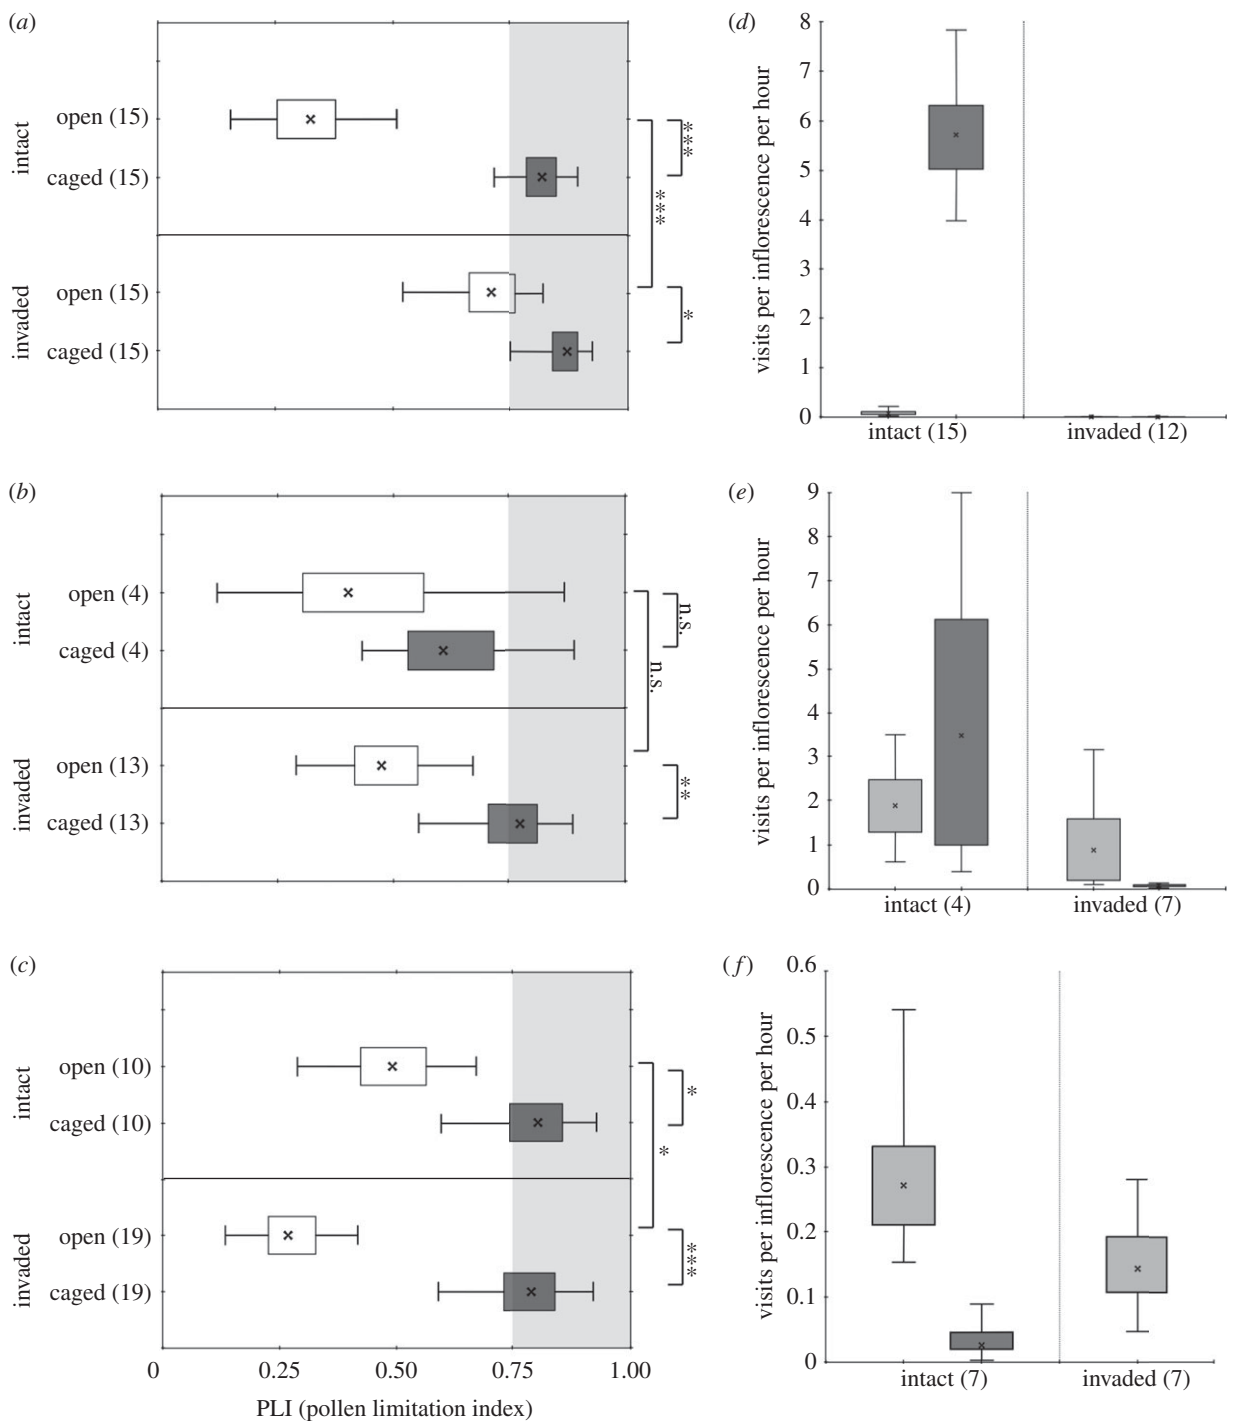 (a)
intact
open (15)
caged (15)
invaded
open (15)
caged (15)
***
***
*
(d)
visits per inflorescence per hour
8
7
6
5
4
3
2
1
0
intact (15)
invaded (12)
(b)
intact
open (4)
caged (4)
invaded
open (13)
caged (13)
n.s.
n.s.
**
(e)
visits per inflorescence per hour
9
8
7
6
5
4
3
2
1
0
intact (4)
invaded (7)
(c)
intact
open (10)
caged (10)
invaded
open (19)
caged (19)
*
*
***
0 0.25 0.50 0.75 1.00
PLI (pollen limitation index)
(f)
visits per inflorescence per hour
0.6
0.5
0.4
0.3
0.2
0.1
0
intact (7)
invaded (7)